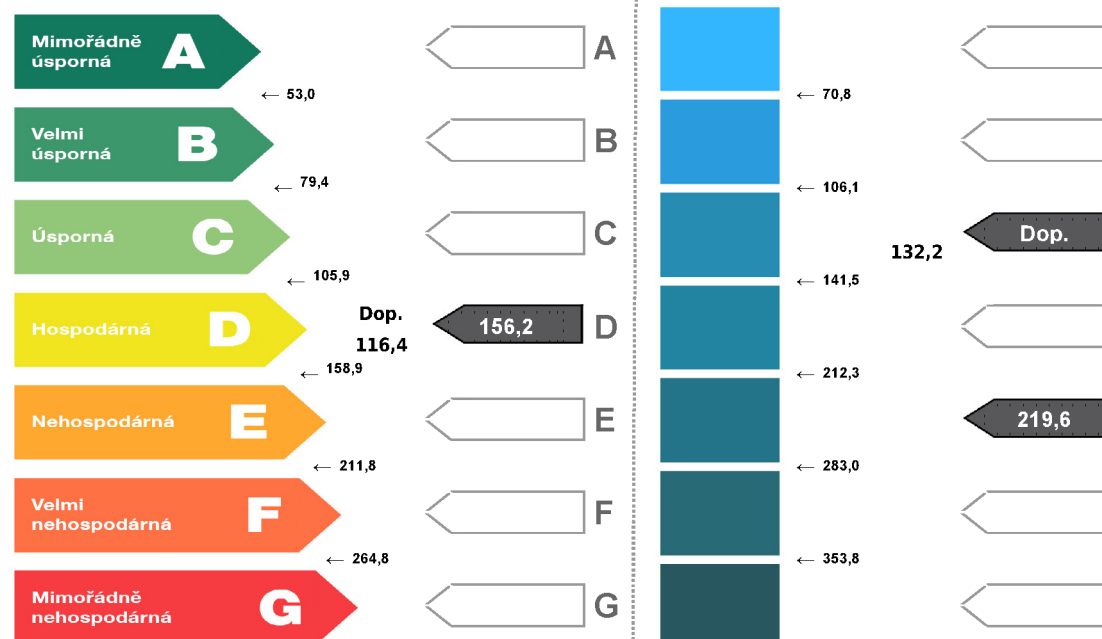 Mimořádně
úsporná
A
A
53,0
70,8
Velmi
úsporná
B
B
79,4
106,1
Úsporná
C
C
Dop.
132,2
105,9
141,5
Hospodárná
D
Dop.
116,4
156,2
D
158,9
212,3
Nehospodárná
E
E
219,6
211,8
283,0
Velmi
nehospodárná
F
F
264,8
353,8
Mimořádně
nehospodárná
G
G